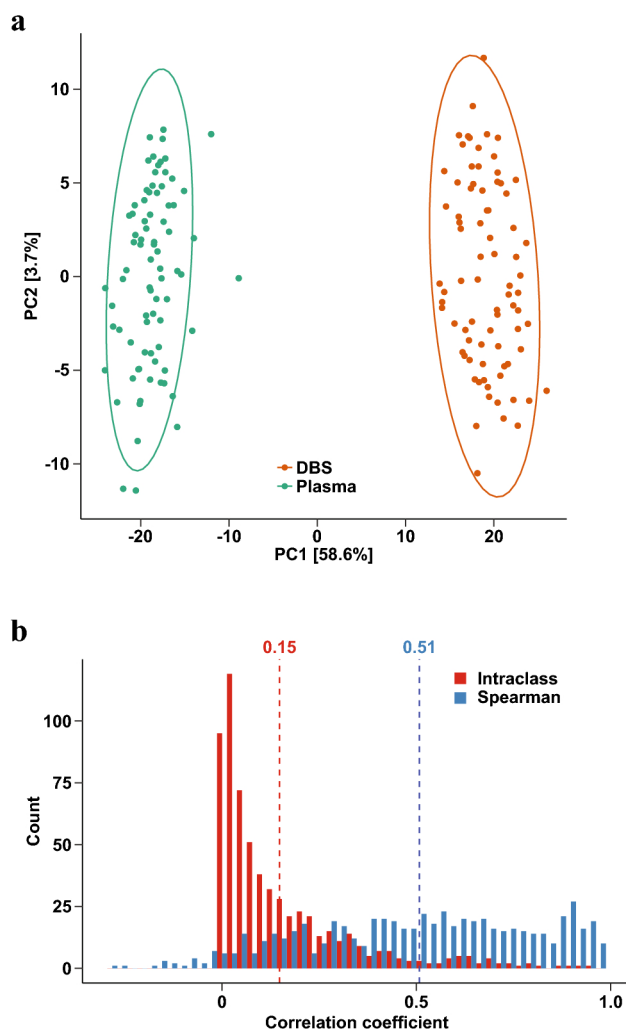 a
10
5
0
-5
-10
PC2 [3.7%]
DBS
Plasma
-20 -10 0 10 20
PC1 [58.6%]
b
0.15 0.51
Intraclass
Spearman
100
75
50
25
0
Count
0 0.5 1.0
Correlation coefficient